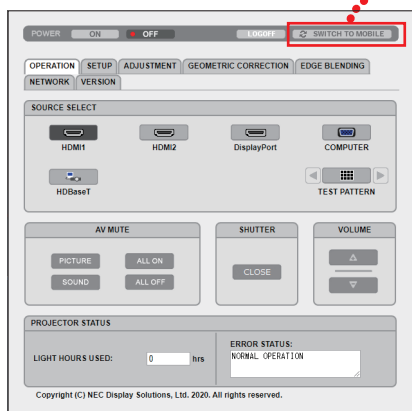 POWER ON OFF LOGOFF SWITCH TO MOBILE
OPERATION SETUP ADJUSTMENT GEOMETRIC CORRECTION EDGE BLENDING
NETWORK VERSION
SOURCE SELECT
HDMI1 HDMI2 DisplayPort COMPUTER
HDBaseT TEST PATTERN
AV MUTE SHUTTER VOLUME
PICTURE ALL ON
CLOSE
SOUND ALL OFF
PROJECTOR STATUS
ERROR STATUS:
LIGHT HOURS USED: 0 hrs NORMAL OPERATION
Copyright (C) NEC Display Solutions, Ltd. 2020. All rights reserved.